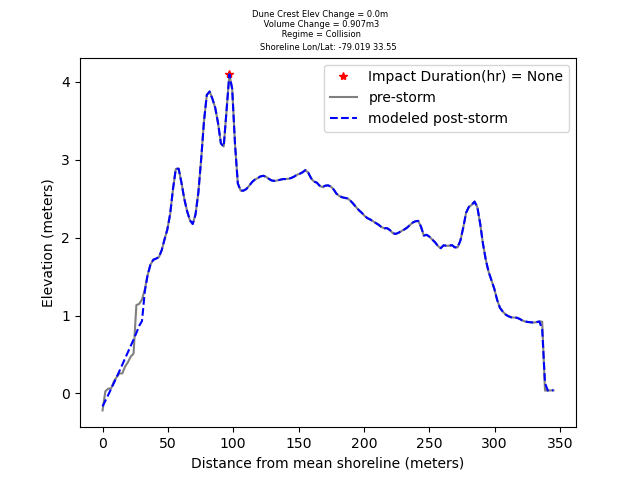 Dune Crest Elev Change = 0.0m
Volume Change = 0.907m3
Regime = Collision
Shoreline Lon/Lat: -79.019 33.55
Impact Duration(hr) = None
pre-storm
modeled post-storm
4
3
2
1
0
Elevation (meters)
0 50 100 150 200 250 300 350
Distance from mean shoreline (meters)